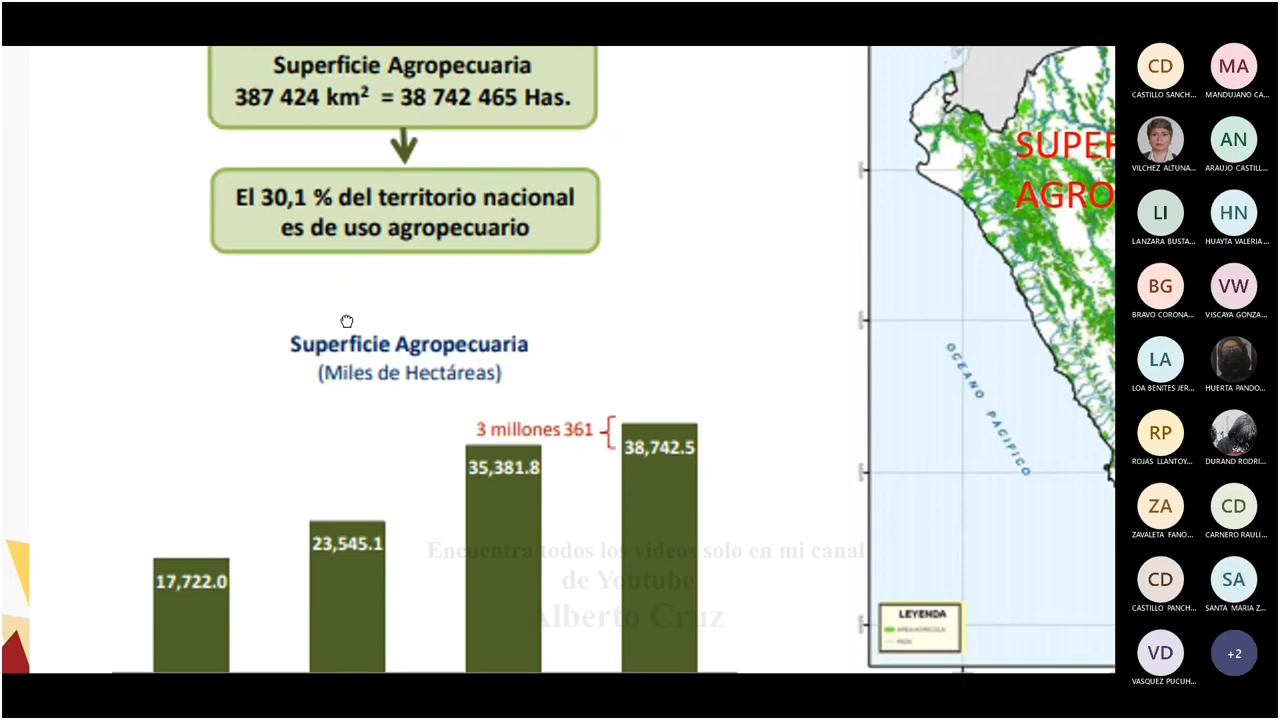 Superficie Agropecuaria
387 424 km² = 38 742 465 Has.
El 30,1 % del territorio nacional
es de uso agropecuario
Superficie Agropecuaria
(Miles de Hectáreas)
3 millones 361
17,722.0
23,545.1
35,381.8
38,742.5
Encuentra todos los videos solo en mi canal
de Youtube
Alberto Cruz
SUPER
AGRO
OCEANO PACIFICO
LEYENDA
AREA AGRICOLA
RIOS
CD
CASTILLO SANCH...
MA
MANDUJANO CA...
VILCHEZ ALTUNA...
AN
ARAUJO CASTILL...
LI
LANZARA BUSTA...
HN
HUAYTA VALERIA...
BG
BRAVO CORONA...
VW
VISCAYA GONZA...
LA
LOA BENITES JER...
HUERTA PANDO...
RP
ROJAS LLANTOY...
DURAND RODRI...
ZA
ZAVALETA FANO...
CD
CARNERO RAULI...
CD
CASTILLO PANCH...
SA
SANTA MARIA Z...
VD
VASQUEZ PUCUH...
+2